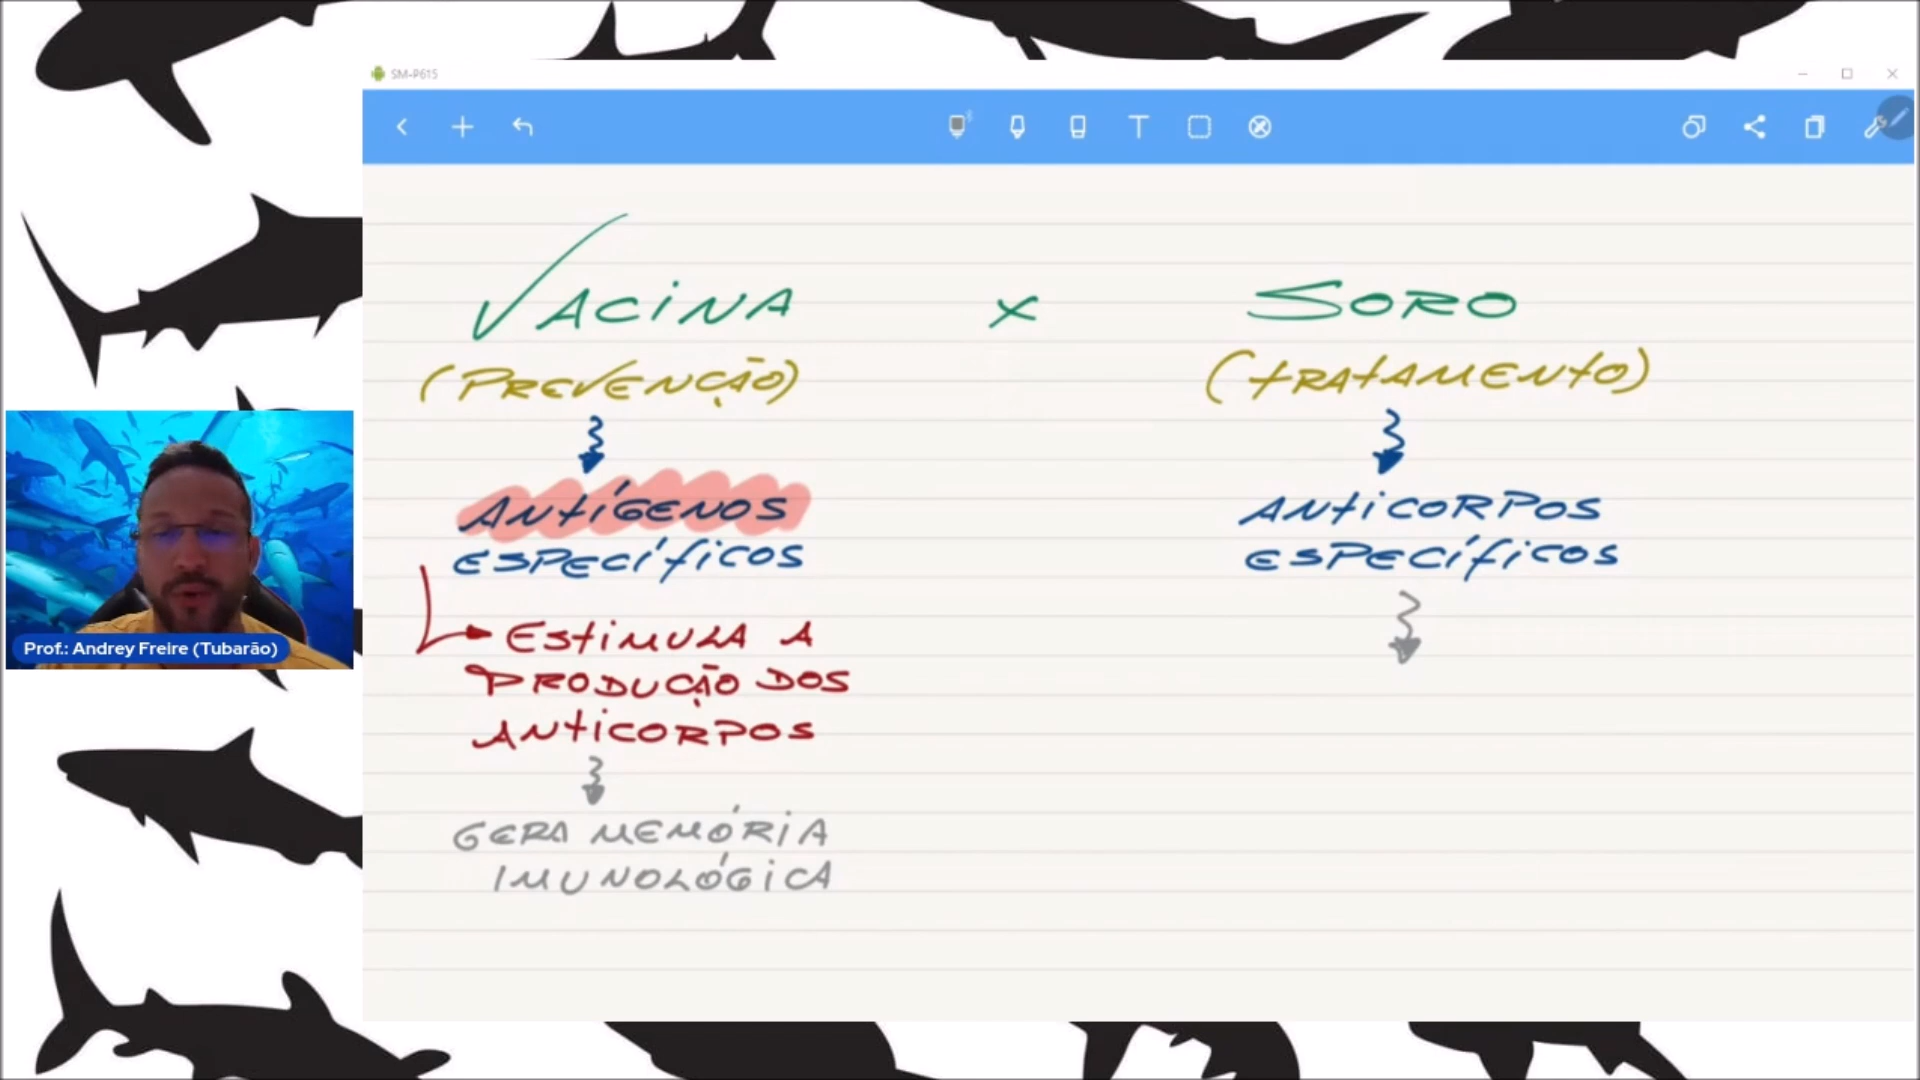 SM-P615
VACINA x SORO
(PREVENÇÃO)
(TRATAMENTO)
ANTÍGENOS
ESPECÍFICOS
ANTICORPOS
ESPECÍFICOS
ESTIMULA A
PRODUÇÃO DOS
ANTICORPOS
GERA MEMÓRIA
IMUNOLÓGICA
Prof.: Andrey Freire (Tubarão)